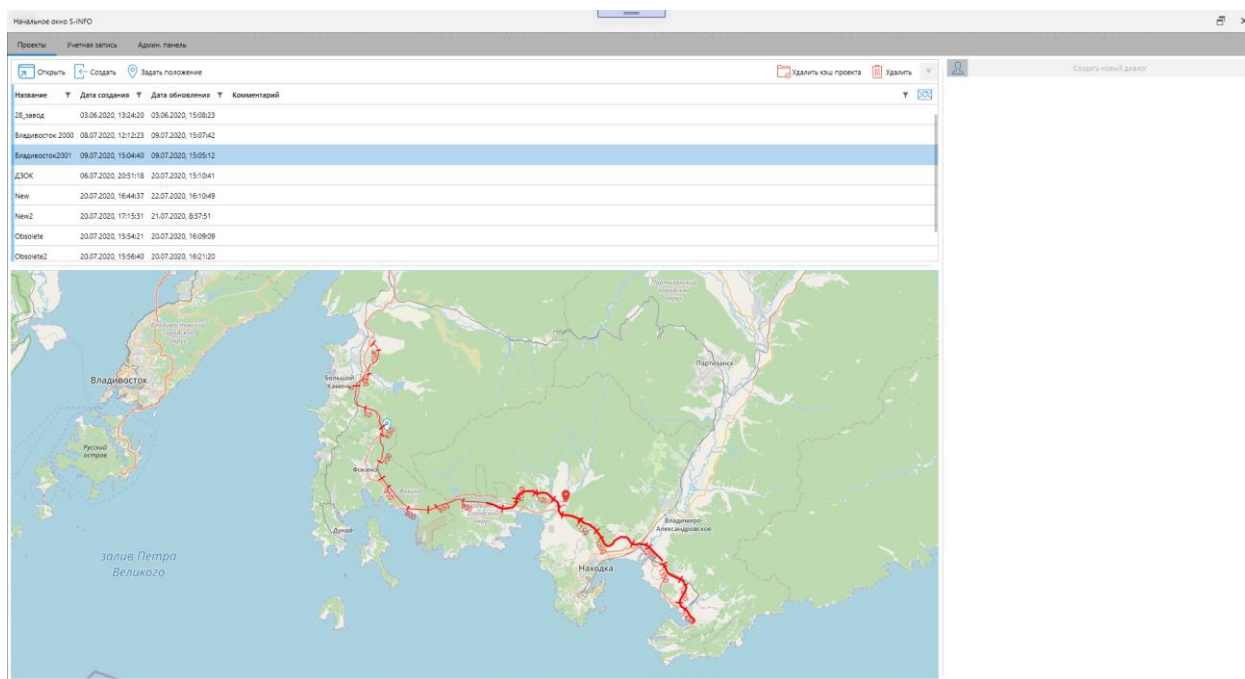 Начальное окно S-INFO
Проекты Учетная запись Админ. панель
Открыть Создать Задать положение Удалить кэш проекта Удалить
Создать новый диалог
Название Дата создания Дата обновления Комментарий
28_завод 03.06.2020, 13:24:20 03.06.2020, 15:08:23
Владивосток 2000 08.07.2020, 12:12:23 09.07.2020, 15:07:42
Владивосток2001 09.07.2020, 15:04:40 09.07.2020, 15:05:12
ДЗОК 06.07.2020, 20:51:18 20.07.2020, 15:10:41
New 20.07.2020, 16:44:37 22.07.2020, 16:10:49
New2 20.07.2020, 17:15:31 21.07.2020, 8:37:51
Obsolete 20.07.2020, 15:54:21 20.07.2020, 16:09:09
Obsolete2 20.07.2020, 15:56:40 20.07.2020, 16:21:20
Партизанский
городской
округ
Владивостокский
городской
округ
Партизанск
Владивосток
Большой
Камень
Русский
остров
Фокино
Дунай
Владимиро-
Александровское
залив Петра
Великого
Находка